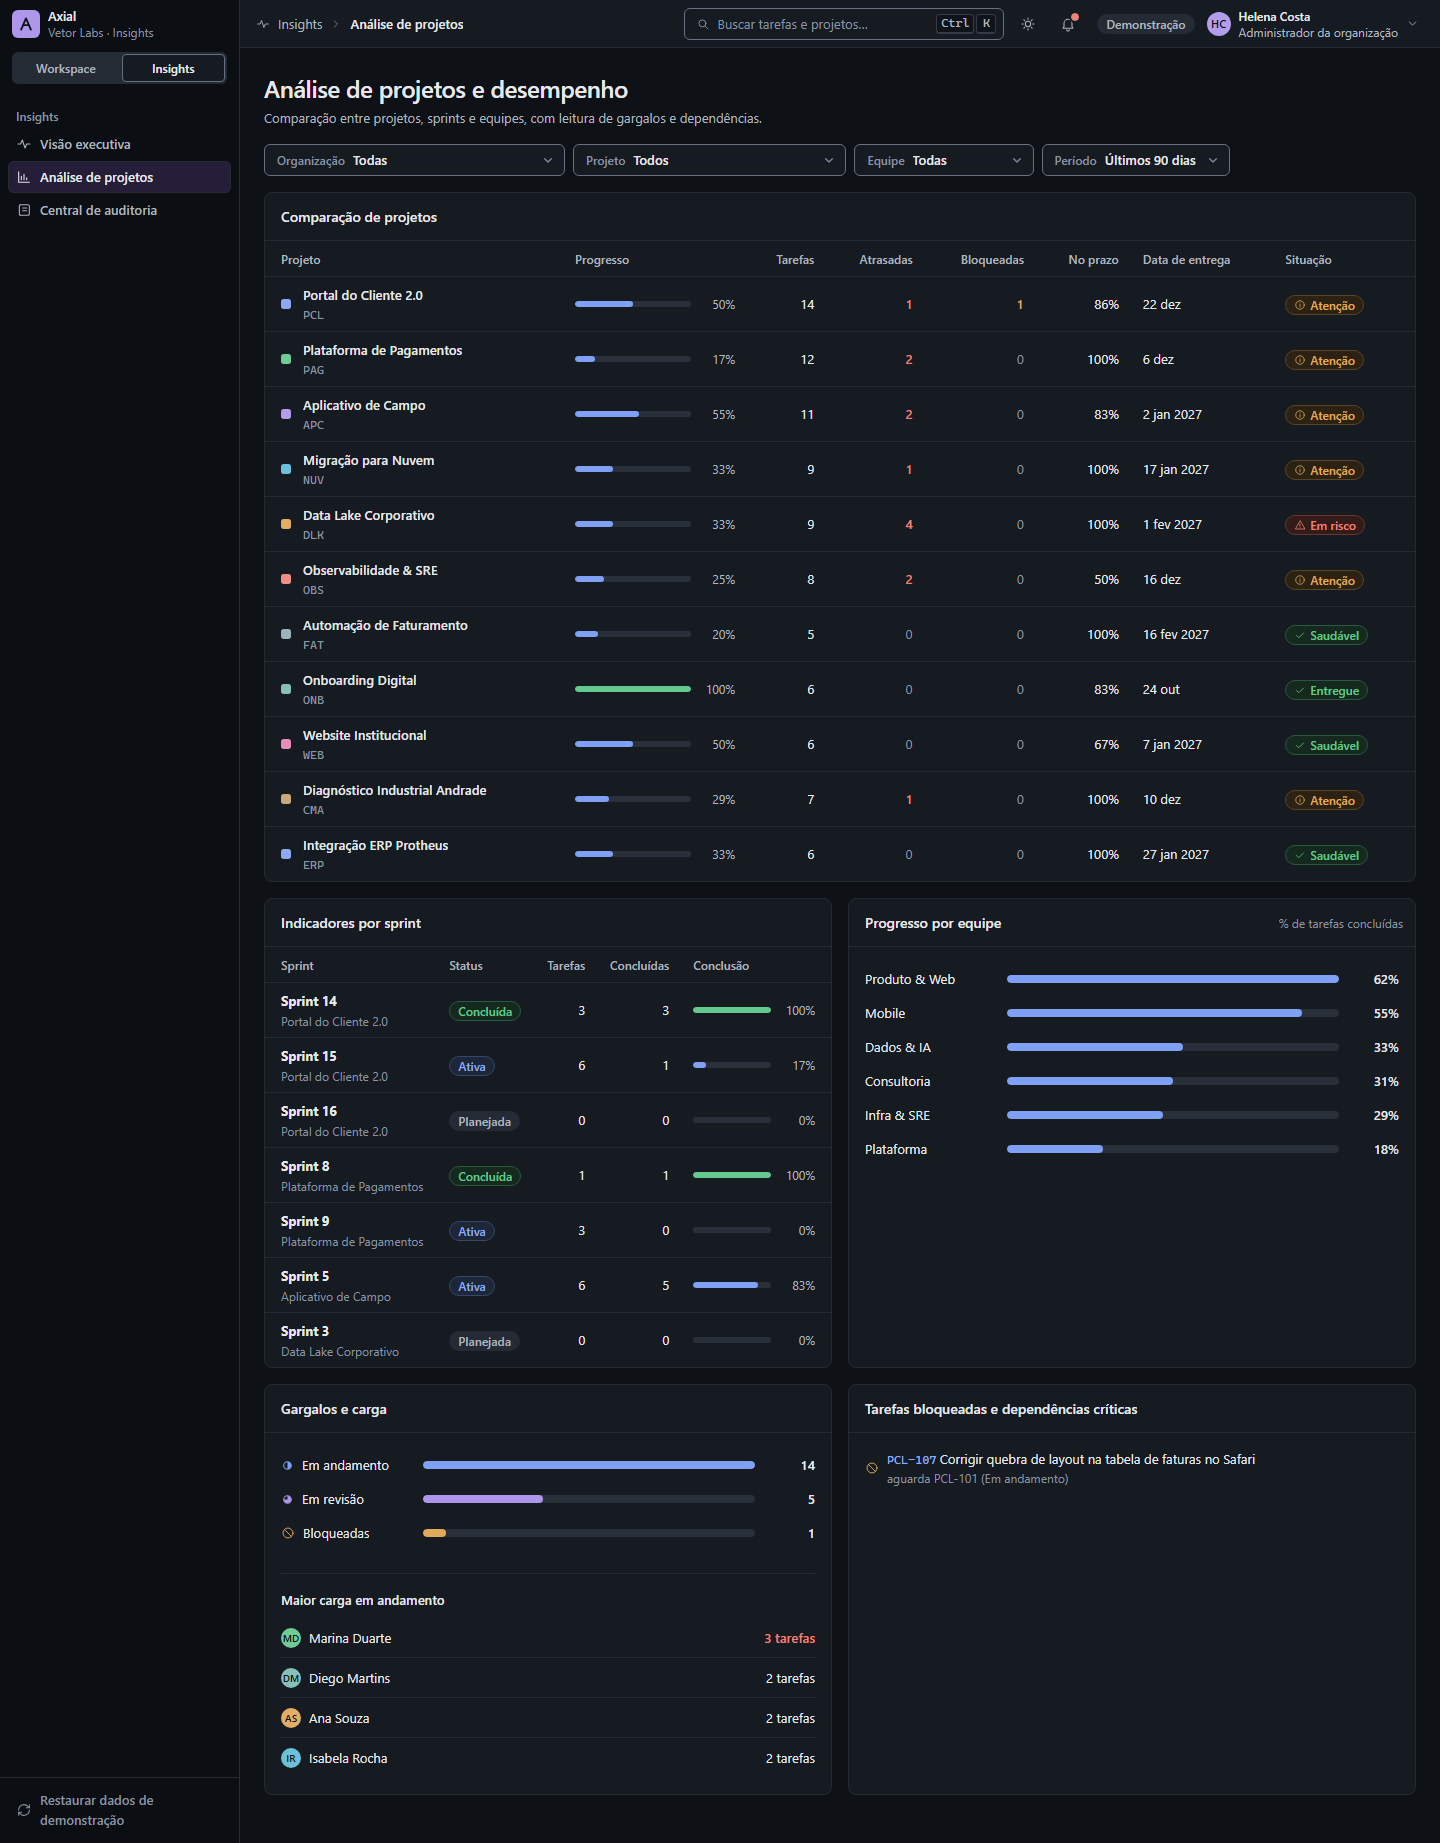 Axial
Vetor Labs · Insights
Workspace
Insights
Insights
Visão executiva
Análise de projetos
Central de auditoria
Restaurar dados de
demonstração
Insights
Análise de projetos
Buscar tarefas e projetos...
Ctrl K
Demonstração
HC
Helena Costa
Administrador da organização
Análise de projetos e desempenho
Comparação entre projetos, sprints e equipes, com leitura de gargalos e dependências.
Organização Todas
Projeto Todos
Equipe Todas
Período Últimos 90 dias
Comparação de projetos
Projeto Progresso Tarefas Atrasadas Bloqueadas No prazo Data de entrega Situação
Portal do Cliente 2.0
PCL
50% 14 1 1 86% 22 dez Atenção
Plataforma de Pagamentos
PAG
17% 12 2 0 100% 6 dez Atenção
Aplicativo de Campo
APC
55% 11 2 0 83% 2 jan 2027 Atenção
Migração para Nuvem
NUV
33% 9 1 0 100% 17 jan 2027 Atenção
Data Lake Corporativo
DLK
33% 9 4 0 100% 1 fev 2027 Em risco
Observabilidade & SRE
OBS
25% 8 2 0 50% 16 dez Atenção
Automação de Faturamento
FAT
20% 5 0 0 100% 16 fev 2027 Saudável
Onboarding Digital
ONB
100% 6 0 0 83% 24 out Entregue
Website Institucional
WEB
50% 6 0 0 67% 7 jan 2027 Saudável
Diagnóstico Industrial Andrade
CMA
29% 7 1 0 100% 10 dez Atenção
Integração ERP Protheus
ERP
33% 6 0 0 100% 27 jan 2027 Saudável
Indicadores por sprint
Sprint Status Tarefas Concluídas Conclusão
Sprint 14
Portal do Cliente 2.0
Concluída 3 3 100%
Sprint 15
Portal do Cliente 2.0
Ativa 6 1 17%
Sprint 16
Portal do Cliente 2.0
Planejada 0 0 0%
Sprint 8
Plataforma de Pagamentos
Concluída 1 1 100%
Sprint 9
Plataforma de Pagamentos
Ativa 3 0 0%
Sprint 5
Aplicativo de Campo
Ativa 6 5 83%
Sprint 3
Data Lake Corporativo
Planejada 0 0 0%
Progresso por equipe
% de tarefas concluídas
Produto & Web 62%
Mobile 55%
Dados & IA 33%
Consultoria 31%
Infra & SRE 29%
Plataforma 18%
Gargalos e carga
Em andamento 14
Em revisão 5
Bloqueadas 1
Maior carga em andamento
MD Marina Duarte 3 tarefas
DM Diego Martins 2 tarefas
AS Ana Souza 2 tarefas
IR Isabela Rocha 2 tarefas
Tarefas bloqueadas e dependências críticas
PCL-107 Corrigir quebra de layout na tabela de faturas no Safari
aguarda PCL-101 (Em andamento)